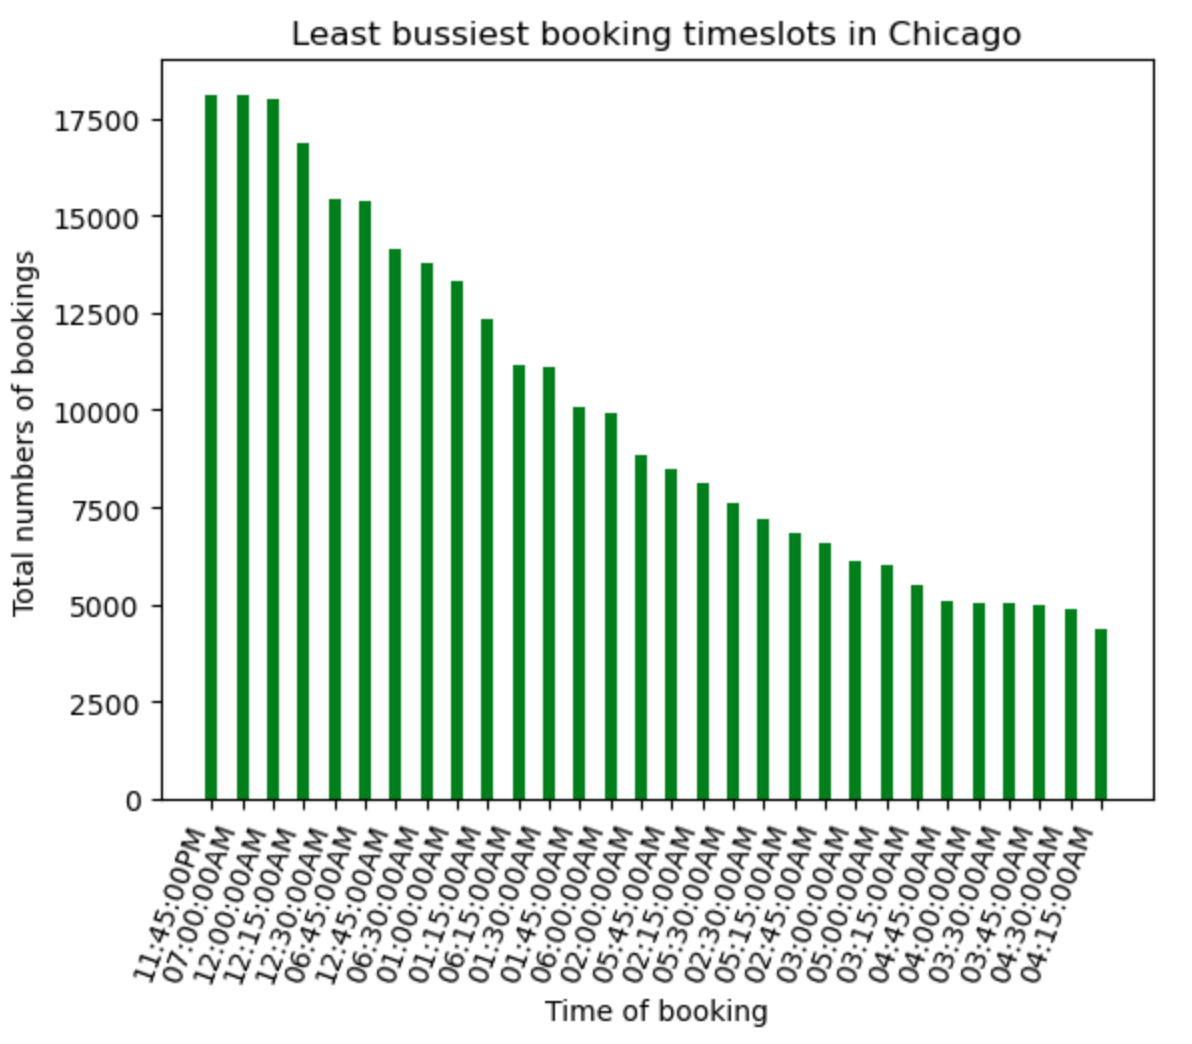 Least bussiest booking timeslots in Chicago
Total numbers of bookings
17500
15000
12500
10000
7500
5000
2500
0
11:45:00PM
07:00:00AM
12:00:00AM
12:15:00AM
12:30:00AM
06:45:00AM
12:45:00AM
06:30:00AM
01:00:00AM
01:15:00AM
06:15:00AM
01:30:00AM
01:45:00AM
06:00:00AM
02:00:00AM
05:45:00AM
02:15:00AM
05:30:00AM
02:30:00AM
05:15:00AM
02:45:00AM
03:00:00AM
05:00:00AM
03:15:00AM
04:45:00AM
04:00:00AM
03:30:00AM
03:45:00AM
04:30:00AM
04:15:00AM
Time of booking